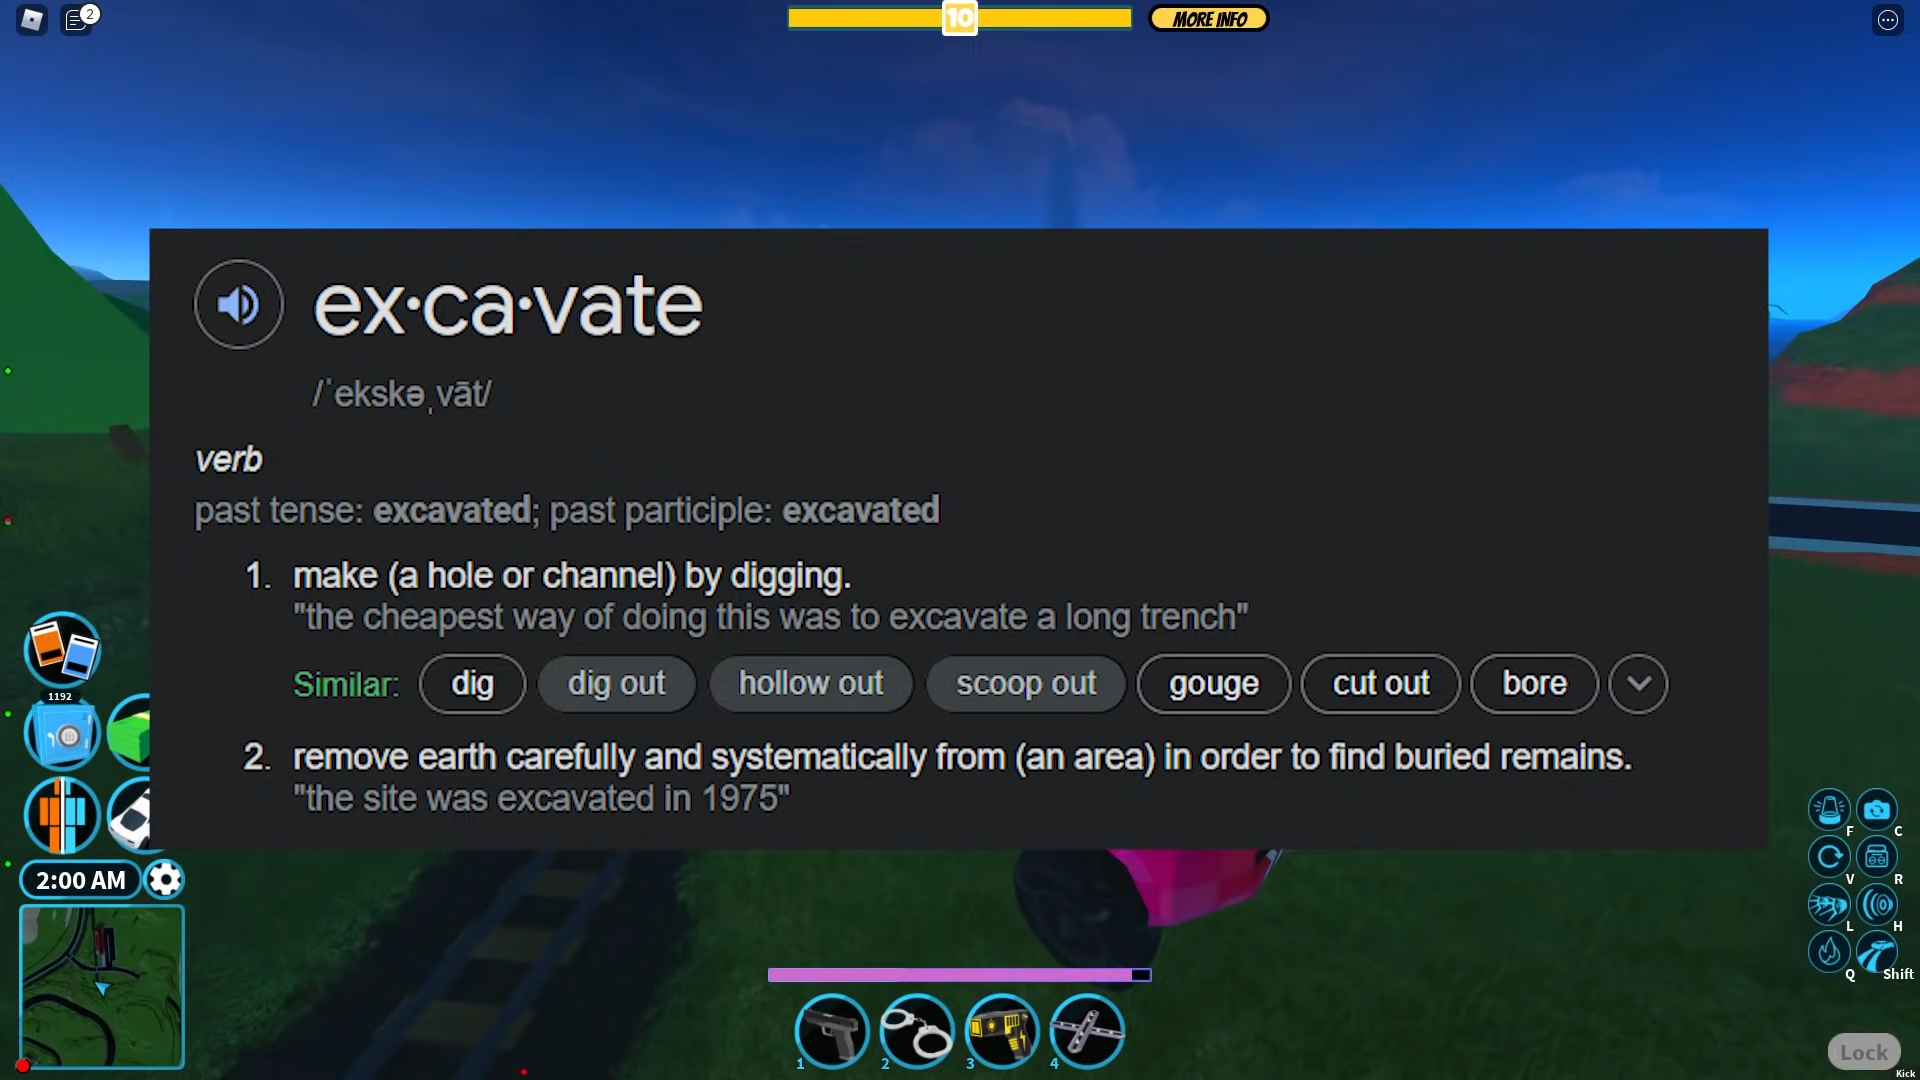 2
10
MORE INFO
ex·ca·vate
/ˈekskəˌvāt/
verb
past tense: excavated; past participle: excavated
1. make (a hole or channel) by digging.
"the cheapest way of doing this was to excavate a long trench"
Similar: dig dig out hollow out scoop out gouge cut out bore
2. remove earth carefully and systematically from (an area) in order to find buried remains.
"the site was excavated in 1975"
1192
2:00 AM
F C
V R
L H
Q Shift
1 2 3 4
Lock
Kick